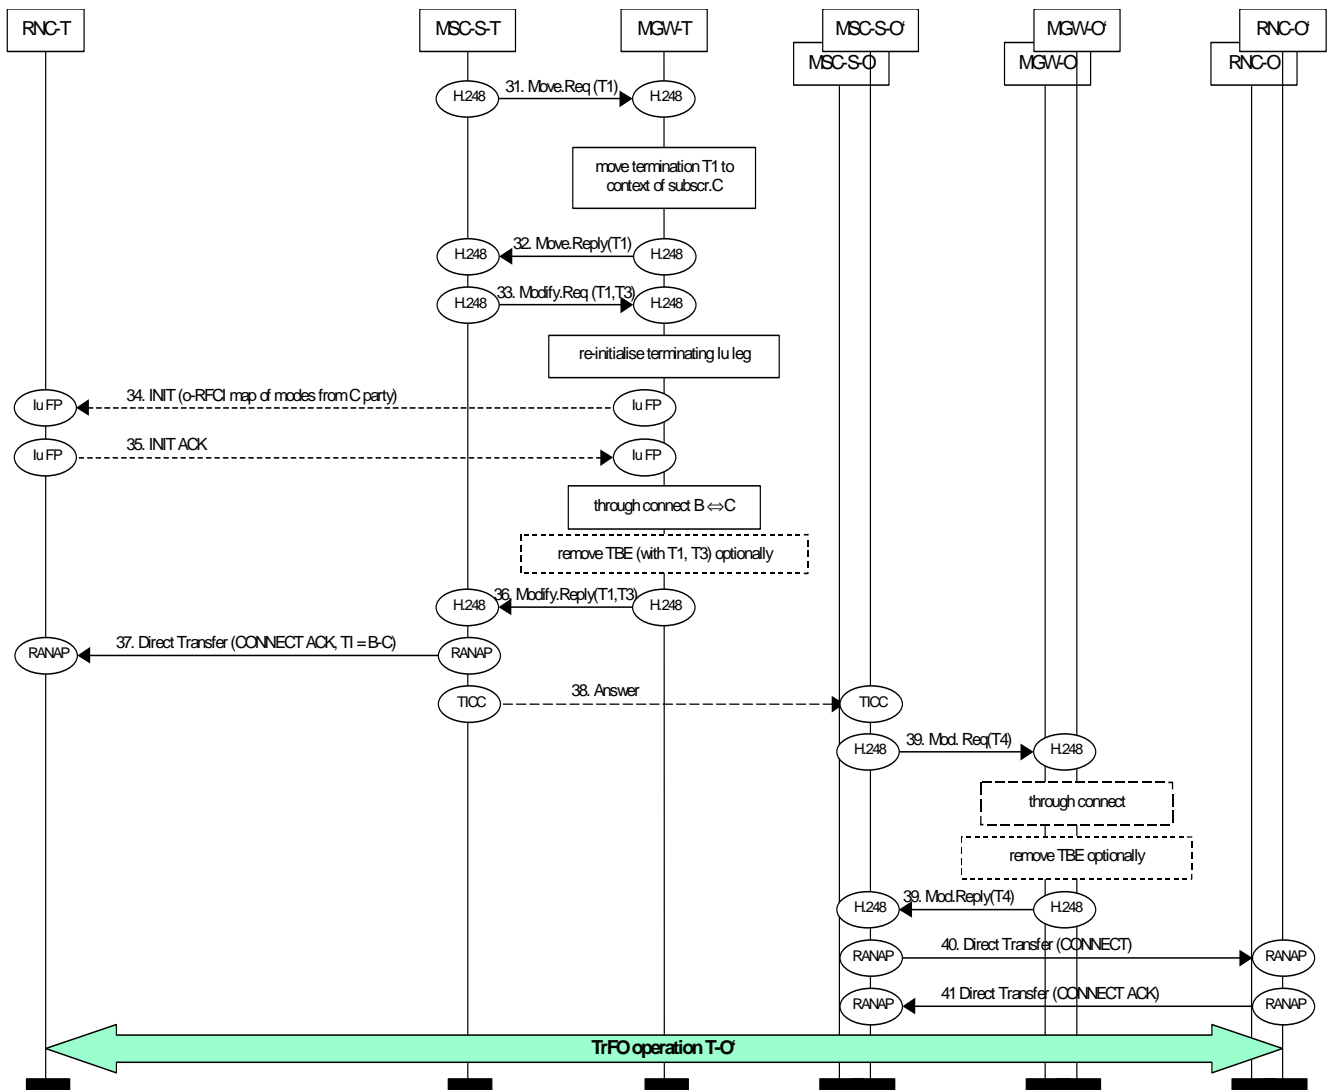 RNC-T
MSC-S-T
MGW-T
MSC-S-O'
MGW-O'
RNC-O'
MSC-S-O
MGW-O
RNC-O
H.248
31. Move.Req (T1)
H.248
move termination T1 to
context of subscr.C
H.248
32. Move.Reply(T1)
H.248
H.248
33. Modify.Req (T1,T3)
H.248
re-initialise terminating Iu leg
Iu FP
34. INIT (o-RFCI map of modes from C party)
Iu FP
Iu FP
35. INIT ACK
Iu FP
through connect B ⇔ C
remove TBE (with T1, T3) optionally
H.248
36. Modify.Reply(T1,T3)
H.248
RANAP
37. Direct Transfer (CONNECT ACK, TI = B-C)
RANAP
TICC
38. Answer
TICC
H.248
39. Mod. Req(T4)
H.248
through connect
remove TBE optionally
H.248
39. Mod.Reply(T4)
H.248
RANAP
40. Direct Transfer (CONNECT)
RANAP
RANAP
41 Direct Transfer (CONNECT ACK)
RANAP
TrFO operation T-O'